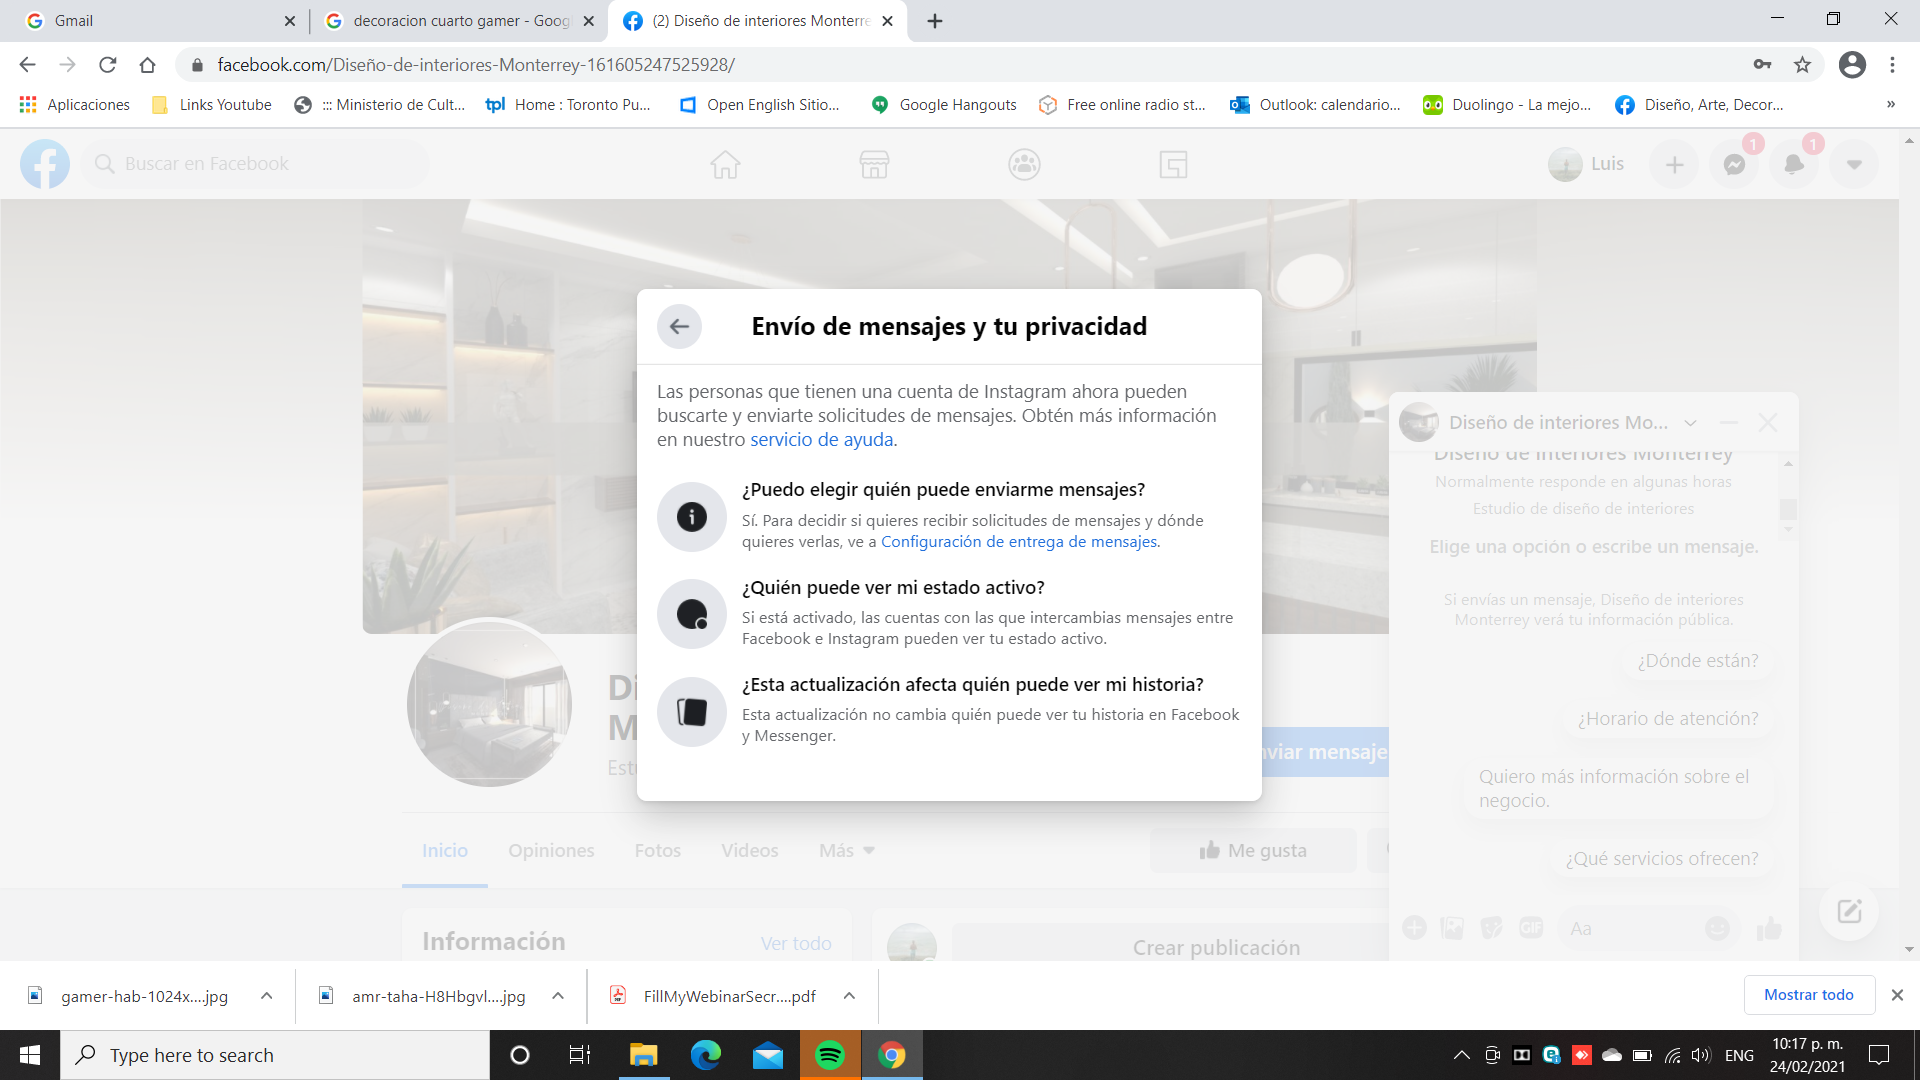 Gmail
decoracion cuarto gamer - Goog
(2) Diseño de interiores Monterre
facebook.com/Diseño-de-interiores-Monterrey-161605247525928/
Aplicaciones
Links Youtube
::: Ministerio de Cult...
tpl
Home : Toronto Pu...
Open English Sitio...
Google Hangouts
Free online radio st...
Outlook: calendario...
Duolingo - La mejo...
Diseño, Arte, Decor...
»
Buscar en Facebook
Luis
1
1
Envío de mensajes y tu privacidad
Las personas que tienen una cuenta de Instagram ahora pueden
buscarte y enviarte solicitudes de mensajes. Obtén más información
en nuestro servicio de ayuda.
¿Puedo elegir quién puede enviarme mensajes?
Sí. Para decidir si quieres recibir solicitudes de mensajes y dónde
quieres verlas, ve a Configuración de entrega de mensajes.
¿Quién puede ver mi estado activo?
Si está activado, las cuentas con las que intercambias mensajes entre
Facebook e Instagram pueden ver tu estado activo.
¿Esta actualización afecta quién puede ver mi historia?
Esta actualización no cambia quién puede ver tu historia en Facebook
y Messenger.
Di
M
Est
nviar mensaje
Diseño de interiores Mo...
Diseño de interiores Monterrey
Normalmente responde en algunas horas
Estudio de diseño de interiores
Elige una opción o escribe un mensaje.
Si envías un mensaje, Diseño de interiores
Monterrey verá tu información pública.
¿Dónde están?
¿Horario de atención?
Quiero más información sobre el
negocio.
¿Qué servicios ofrecen?
GIF
Aa
Inicio
Opiniones
Fotos
Videos
Más
Me gusta
Información
Ver todo
Crear publicación
gamer-hab-1024x....jpg
amr-taha-H8Hbgvl....jpg
FillMyWebinarSecr....pdf
Mostrar todo
Type here to search
ENG
10:17 p. m.
24/02/2021